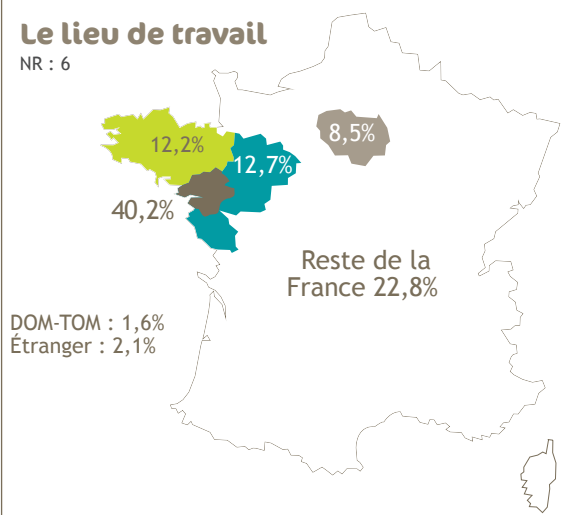 Le lieu de travail
NR : 6
12,2%
8,5%
12,7%
40,2%
Reste de la
France 22,8%
DOM-TOM : 1,6%
Étranger : 2,1%